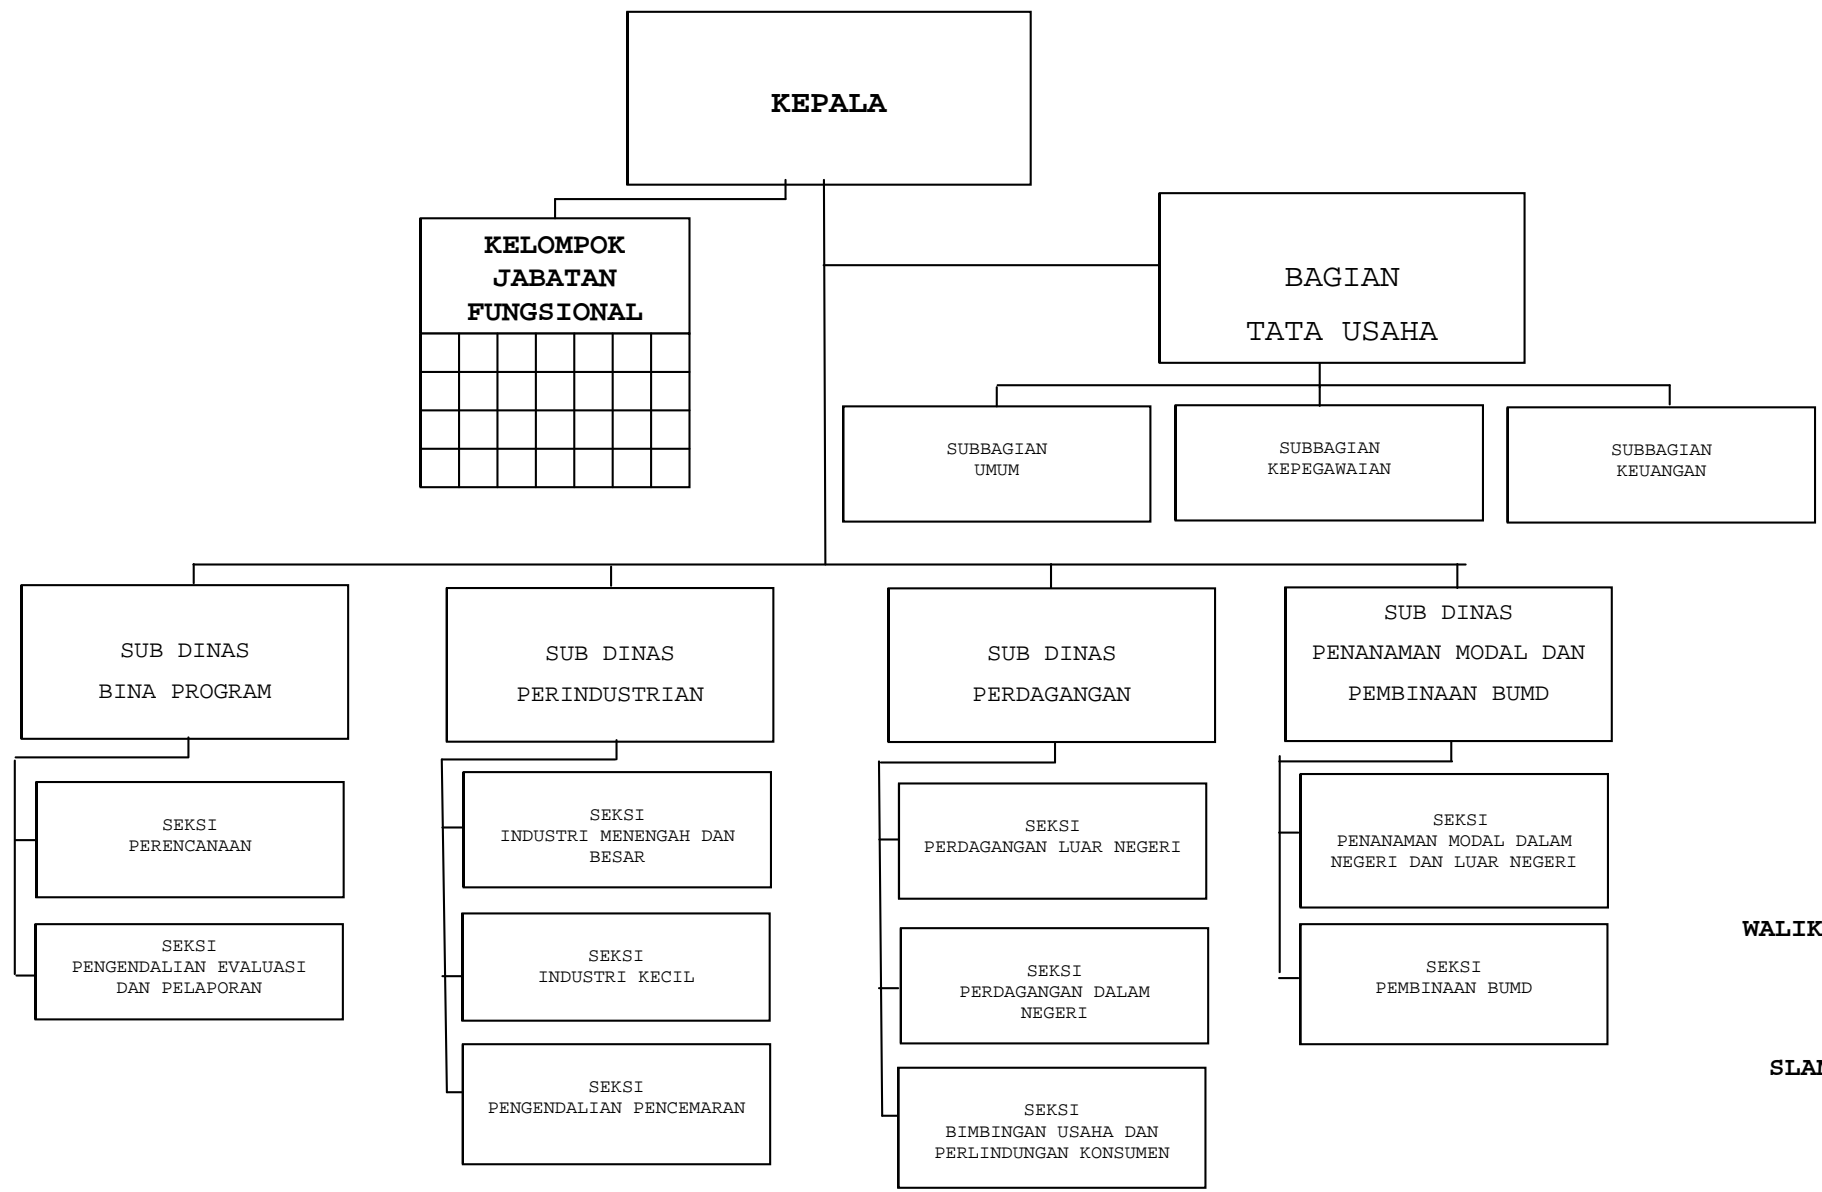 KEPALA
KELOMPOK
JABATAN
FUNGSIONAL
BAGIAN
TATA USAHA
SUBBAGIAN
UMUM
SUBBAGIAN
KEPEGAWAIAN
SUBBAGIAN
KEUANGAN
SUB DINAS
BINA PROGRAM
SUB DINAS
PERINDUSTRIAN
SUB DINAS
PERDAGANGAN
SUB DINAS
PENANAMAN MODAL DAN
PEMBINAAN BUMD
SEKSI
PERENCANAAN
SEKSI
PENGENDALIAN EVALUASI
DAN PELAPORAN
SEKSI
INDUSTRI MENENGAH DAN
BESAR
SEKSI
INDUSTRI KECIL
SEKSI
PENGENDALIAN PENCEMARAN
SEKSI
PERDAGANGAN LUAR NEGERI
SEKSI
PERDAGANGAN DALAM
NEGERI
SEKSI
BIMBINGAN USAHA DAN
PERLINDUNGAN KONSUMEN
SEKSI
PENANAMAN MODAL DALAM
NEGERI DAN LUAR NEGERI
SEKSI
PEMBINAAN BUMD
WALIK